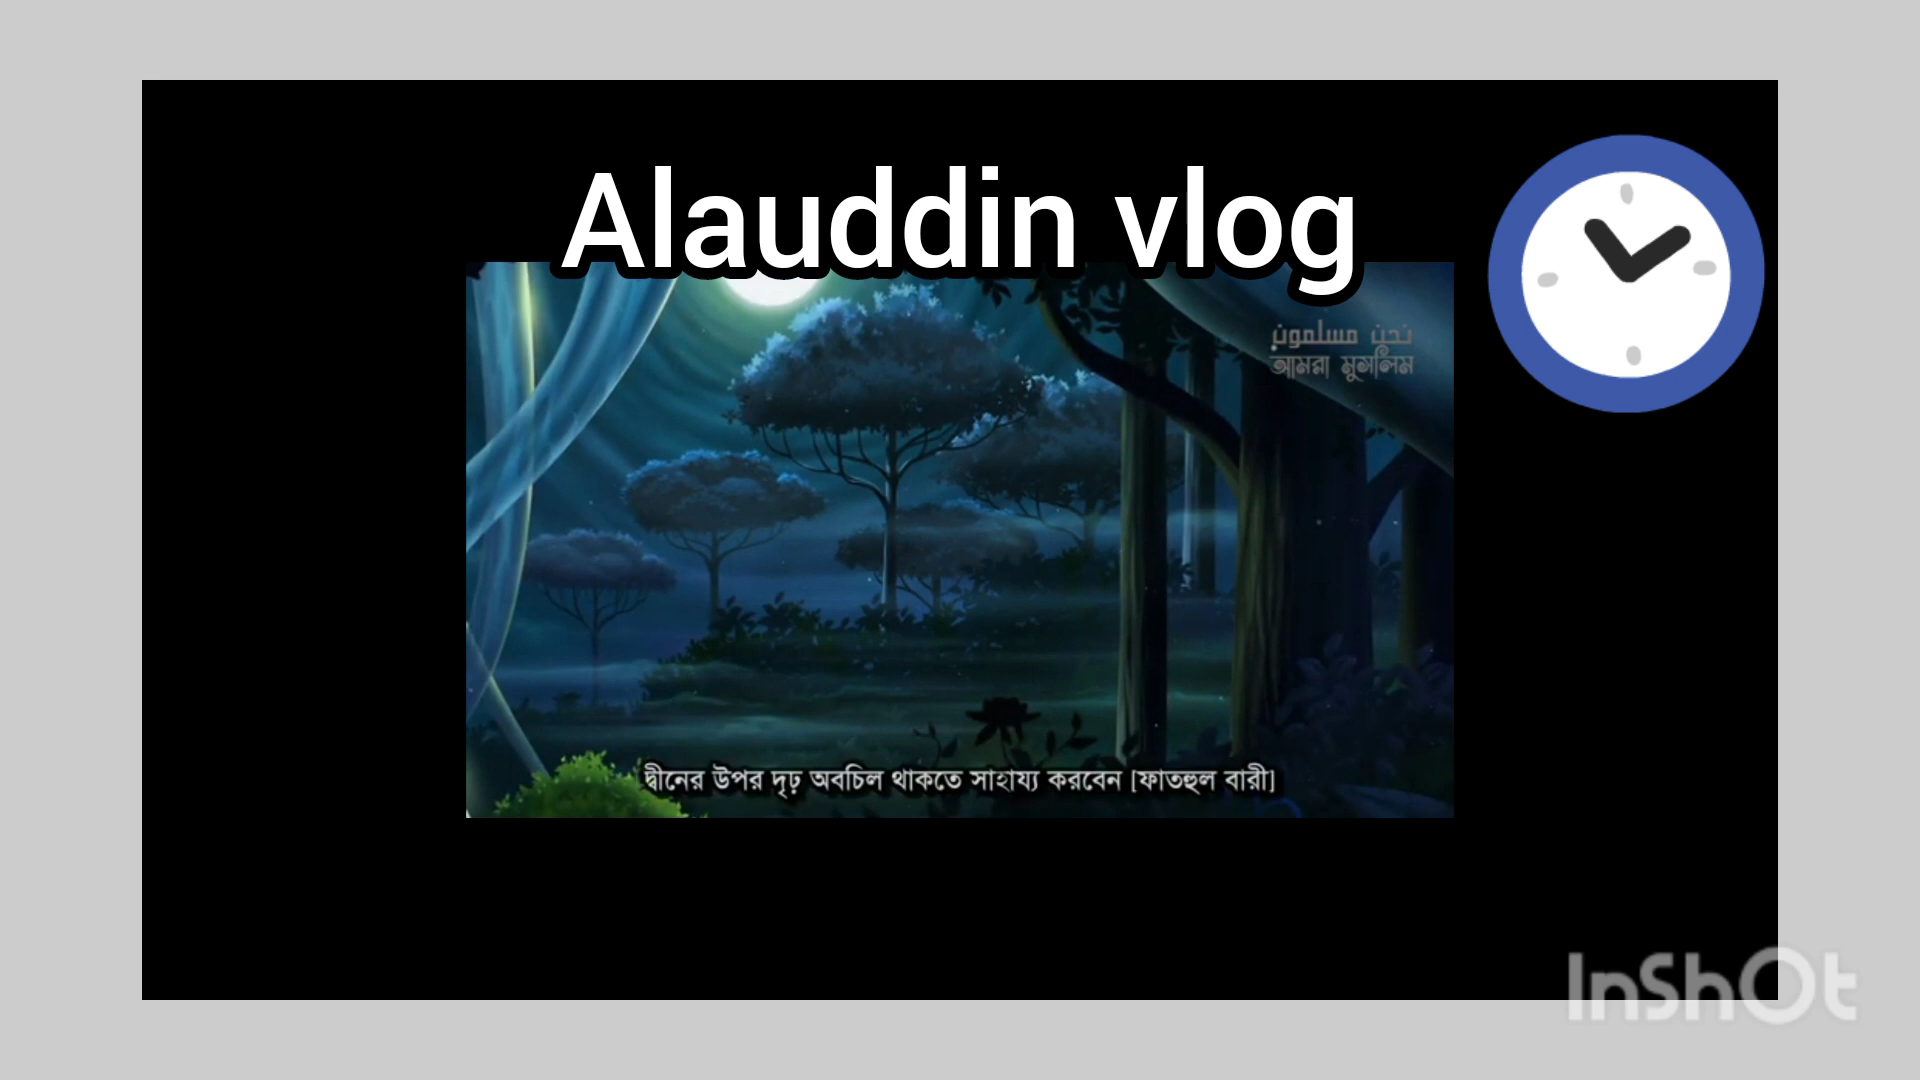 Alauddin vlog
نحن مسلمون
আমরা মুসলিম
দ্বীনের উপর দৃঢ় অবচিল থাকতে সাহায্য করবেন [ফাতহুল বারী]
InShOt